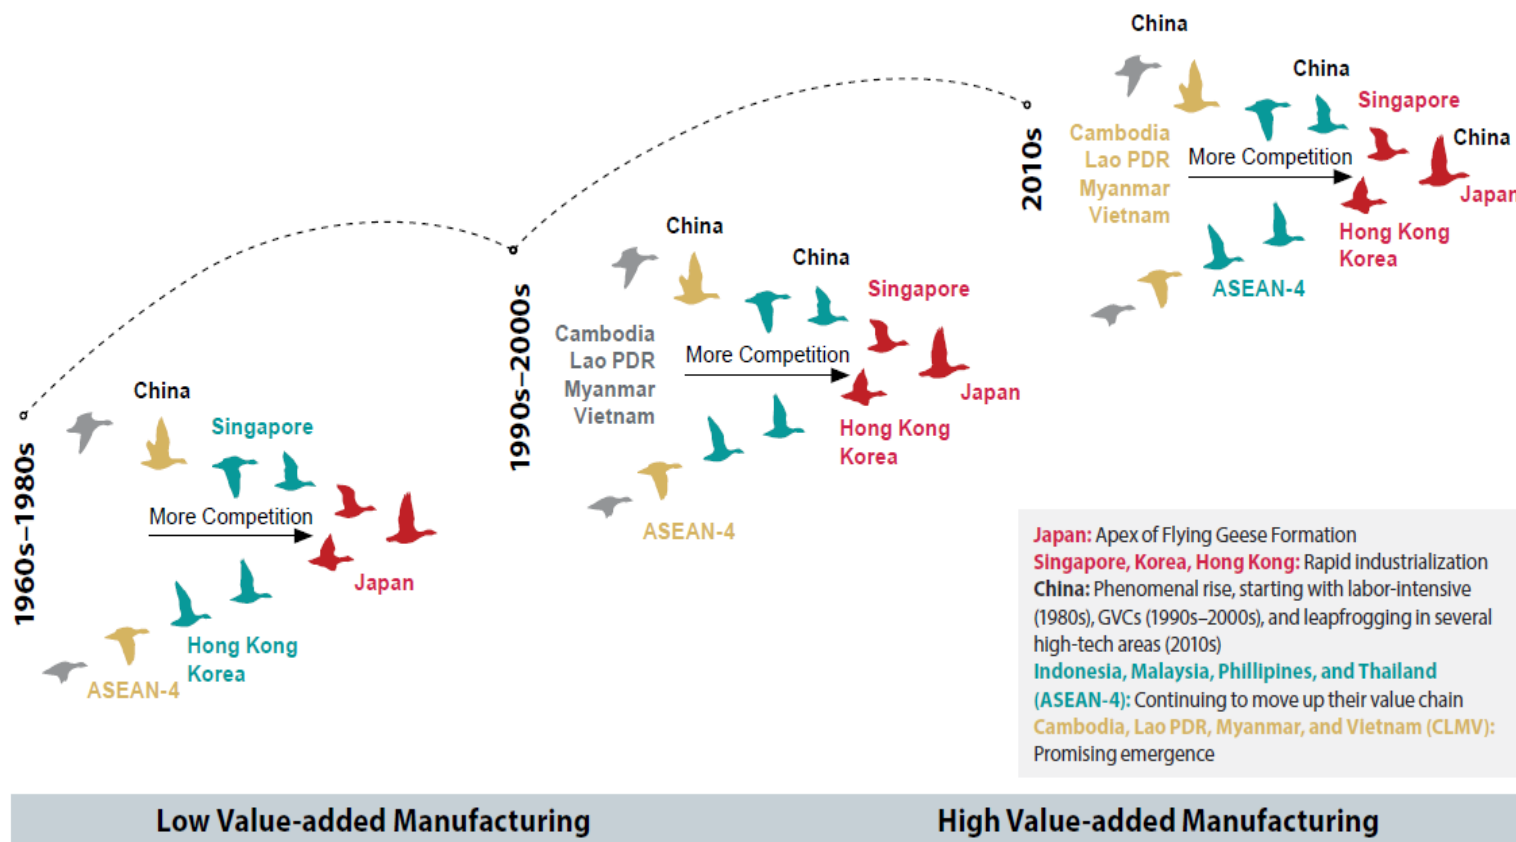 1960s–1980s
China
Singapore
More Competition
Japan
Hong Kong
Korea
ASEAN-4
1990s–2000s
China
China
Singapore
Cambodia
Lao PDR
Myanmar
Vietnam
More Competition
Japan
Hong Kong
Korea
ASEAN-4
2010s
China
China
Singapore
China
Cambodia
Lao PDR
Myanmar
Vietnam
More Competition
Japan
Hong Kong
Korea
ASEAN-4
Japan: Apex of Flying Geese Formation
Singapore, Korea, Hong Kong: Rapid industrialization
China: Phenomenal rise, starting with labor-intensive
(1980s), GVCs (1990s–2000s), and leapfrogging in several
high-tech areas (2010s)
Indonesia, Malaysia, Phillipines, and Thailand
(ASEAN-4): Continuing to move up their value chain
Cambodia, Lao PDR, Myanmar, and Vietnam (CLMV):
Promising emergence
Low Value-added Manufacturing
High Value-added Manufacturing